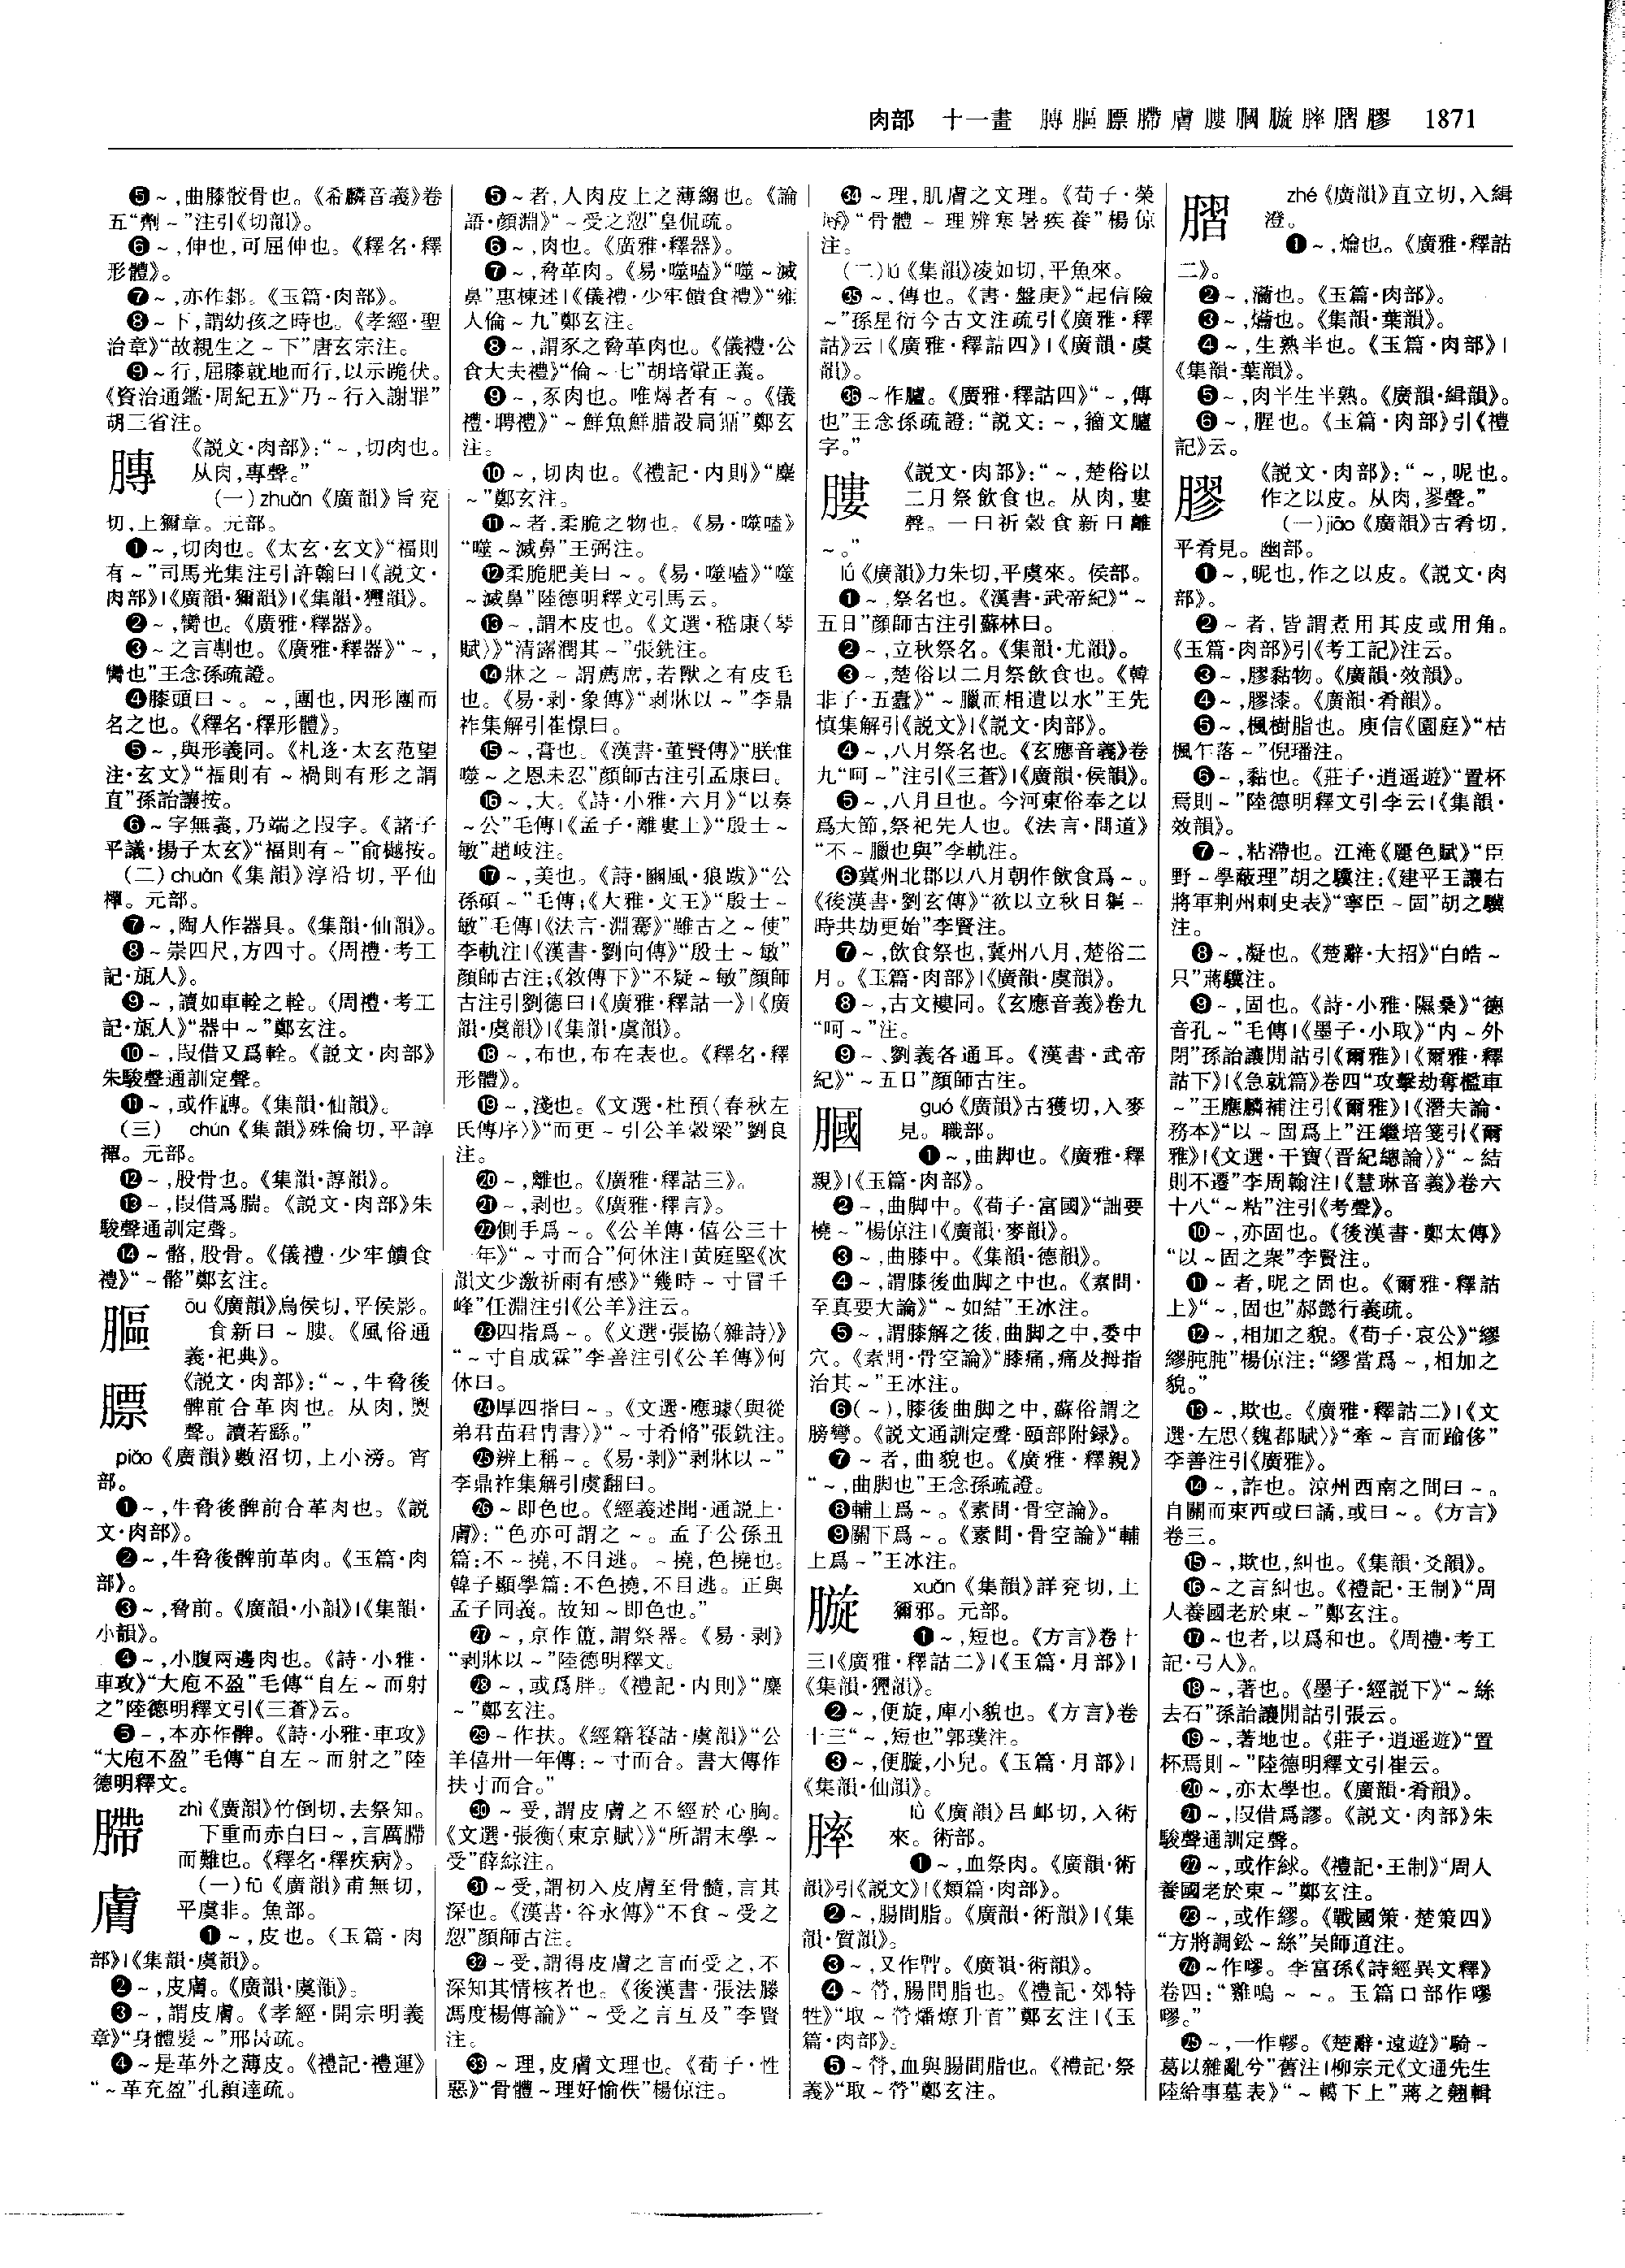 肉部　十一畫　膊膒膘膪膚膢膕膇膟膣膠　1871
❺～,曲膝骹骨也。《希麟音義》卷
五“劑～”注引《切韻》。
❻～,伸也,可屈伸也。《釋名·釋
形體》。
❼～,亦作厀。《玉篇·肉部》。
❽～下,謂幼孩之時也。《孝經·聖
治章》“故親生之～下”唐玄宗注。
❾～行,屈膝就地而行,以示跪伏。
《資治通鑑·周紀五》“乃～行入謝罪”
胡三省注。
膞
《説文·肉部》：“～,切肉也。
从肉,專聲。”
(一)zhuǎn《廣韻》旨兖
切,上獮章。元部。
❶～,切肉也。《太玄·玄文》“福則
有～”司馬光集注引許翰曰|《説文·
肉部》|《廣韻·獮韻》|《集韻·獮韻》。
❷～,臠也。《廣雅·釋器》。
❸～之言剸也。《廣雅·釋器》“～,
臠也”王念孫疏證。
❹膝頭曰～。～,團也,因形團而
名之也。《釋名·釋形體》。
❺～,與形義同。《札迻·太玄范望
注·玄文》“福則有～禍則有形之謂
直”孫詒讓按。
❻～字無義,乃端之叚字。《諸子
平議·揚子太玄》“福則有～”俞樾按。
(二)chuán《集韻》淳沿切,平仙
禪。元部。
❼～,陶人作器具。《集韻·仙韻》。
❽～崇四尺,方四寸。《周禮·考工
記·瓬人》。
❾～,讀如車輇之輇。《周禮·考工
記·瓬人》“器中～”鄭玄注。
❿～,叚借又爲輇。《説文·肉部》
朱駿聲通訓定聲。
⓫～,或作䏝。《集韻·仙韻》。
(三) chún《集韻》殊倫切,平諄
禪。元部。
⓬～,股骨也。《集韻·諄韻》。
⓭～,叚借爲腨。《説文·肉部》朱
駿聲通訓定聲。
⓮～骼,股骨。《儀禮·少牢饋食
禮》“～骼”鄭玄注。
膒
ōu《廣韻》烏侯切,平侯影。
食新曰～膢。《風俗通
義·祀典》。
膘
《説文·肉部》：“～,牛脅後
髀前合革肉也。从肉,㶾
聲。讀若繇。”
piǎo《廣韻》敷沼切,上小滂。宵
部。
❶～,牛脅後髀前合革肉也。《説
文·肉部》。
❷～,牛脅後髀前革肉。《玉篇·肉
部》。
❸～,脅前。《廣韻·小韻》|《集韻·
小韻》。
❹～,小腹兩邊肉也。《詩·小雅·
車攻》“大庖不盈”毛傳“自左～而射
之”陸德明釋文引《三蒼》云。
❺～,本亦作髀。《詩·小雅·車攻》
“大庖不盈”毛傳“自左～而射之”陸
德明釋文。
䐭
zhì《廣韻》竹例切,去祭知。
下重而赤白曰～,言厲䐭
而難也。《釋名·釋疾病》。
膚
(一)fū《廣韻》甫無切,
平虞非。魚部。
❶～,皮也。《玉篇·肉
部》|《集韻·虞韻》。
❷～,皮膚。《廣韻·虞韻》。
❸～,謂皮膚。《孝經·開宗明義
章》“身體髮～”邢昺疏。
❹～是革外之薄皮。《禮記·禮運》
“～革充盈”孔穎達疏。
❺～者,人肉皮上之薄縐也。《論
語·顔淵》“～受之愬”皇侃疏。
❻～,肉也。《廣雅·釋器》。
❼～,脅革肉。《易·噬嗑》“噬～滅
鼻”惠棟述|《儀禮·少牢饋食禮》“雍
人倫～九”鄭玄注。
❽～,謂豕之脅革肉也。《儀禮·公
食大夫禮》“倫～七”胡培翬正義。
❾～,豕肉也。唯燖者有～。《儀
禮·聘禮》“～鮮魚鮮腊設扃鼏”鄭玄
注。
❿～,切肉也。《禮記·内則》“麋
～”鄭玄注。
⓫～者,柔脆之物也。《易·噬嗑》
“噬～滅鼻”王弼注。
⓬柔脆肥美曰～。《易·噬嗑》“噬
～滅鼻”陸德明釋文引馬云。
⓭～,謂木皮也。《文選·嵇康〈琴
賦〉》“清露潤其～”張銑注。
⓮牀之～謂薦席,若獸之有皮毛
也。《易·剥·象傳》“剥牀以～”李鼎
祚集解引崔憬曰。
⓯～,膏也。《漢書·董賢傳》“朕惟
噬～之恩未忍”顔師古注引孟康曰。
⓰～,大。《詩·小雅·六月》“以奏
～公”毛傳|《孟子·離婁上》“殷士～
敏”趙岐注。
⓱～,美也。《詩·豳風·狼跋》“公
孫碩～”毛傳;《大雅·文王》“殷士～
敏”毛傳|《法言·淵騫》“雖古之～使”
李軌注|《漢書·劉向傳》“殷士～敏”
顔師古注;《敘傳下》“不疑～敏”顔師
古注引劉德曰|《廣雅·釋詁一》|《廣
韻·虞韻》|《集韻·虞韻》。
⓲～,布也,布在表也。《釋名·釋
形體》。
⓳～,淺也。《文選·杜預〈春秋左
氏傳序〉》“而更～引公羊穀梁”劉良
注。
⓴～,離也。《廣雅·釋詁三》。
㉑～,剥也。《廣雅·釋言》。
㉒側手爲～。《公羊傳·僖公三十
一年》“～寸而合”何休注|黄庭堅《次
韻文少激祈雨有感》“幾時～寸冒千
峰”任淵注引《公羊》注云。
㉓四指爲～。《文選·張協〈雜詩〉》
“～寸自成霖”李善注引《公羊傳》何
休曰。
㉔厚四指曰～。《文選·應璩〈與從
弟君苗君胄書〉》“～寸肴脩”張銑注。
㉕辨上稱～。《易·剥》“剥牀以～”
李鼎祚集解引虞翻曰。
㉖～即色也。《經義述聞·通説上·
膚》：“色亦可謂之～。孟子公孫丑
篇:不～撓,不目逃。～撓,色撓也。
韓子顯學篇:不色撓,不目逃。正與
孟子同義。故知～即色也。”
㉗～,京作簠,謂祭器。《易·剥》
“剥牀以～”陸德明釋文。
㉘～,或爲胖。《禮記·内則》“麋
～”鄭玄注。
㉙～作扶。《經籍籑詁·虞韻》“公
羊僖卅一年傳:～寸而合。書大傳作
扶寸而合。”
㉚～受,謂皮膚之不經於心胸。
《文選·張衡〈東京賦〉》“所謂末學～
受”薛綜注。
㉛～受,謂初入皮膚至骨髓,言其
深也。《漢書·谷永傳》“不食～受之
愬”顔師古注。
㉜～受,謂得皮膚之言而受之,不
深知其情核者也。《後漢書·張法滕
馮度楊傳論》“～受之言互及”李賢
注。
㉝～理,皮膚文理也。《荀子·性
惡》“骨體～理好愉佚”楊倞注。
㉞～理,肌膚之文理。《荀子·榮
辱》“骨體～理辨寒暑疾養”楊倞
注。
(二)lú《集韻》凌如切,平魚來。
㉟～,傳也。《書·盤庚》“起信險
～”孫星衍今古文注疏引《廣雅·釋
詁》云|《廣雅·釋詁四》|《廣韻·虞
韻》。
㊱～作臚。《廣雅·釋詁四》“～,傳
也”王念孫疏證:“説文:～,籀文臚
字。”
膢
《説文·肉部》：“～,楚俗以
二月祭飲食也。从肉,婁
聲。一曰祈穀食新曰離
～。”
lú《廣韻》力朱切,平虞來。侯部。
❶～,祭名也。《漢書·武帝紀》“～
五日”顔師古注引蘇林曰。
❷～,立秋祭名。《集韻·尤韻》。
❸～,楚俗以二月祭飲食也。《韓
非子·五蠹》“～臘而相遺以水”王先
慎集解引《説文》|《説文·肉部》。
❹～,八月祭名也。《玄應音義》卷
九“呵～”注引《三蒼》|《廣韻·侯韻》。
❺～,八月旦也。今河東俗奉之以
爲大節,祭祀先人也。《法言·問道》
“不～臘也與”李軌注。
❻冀州北郡以八月朝作飲食爲～。
《後漢書·劉玄傳》“欲以立秋日貙～
時共劫更始”李賢注。
❼～,飲食祭也,冀州八月,楚俗二
月。《玉篇·肉部》|《廣韻·虞韻》。
❽～,古文褸同。《玄應音義》卷九
“呵～”注。
❾～、劉義各通耳。《漢書·武帝
紀》“～五日”顔師古注。
膕
guó《廣韻》古獲切,入麥
見。職部。
❶～,曲脚也。《廣雅·釋
親》|《玉篇·肉部》。
❷～,曲脚中。《荀子·富國》“詘要
橈～”楊倞注|《廣韻·麥韻》。
❸～,曲膝中。《集韻·德韻》。
❹～,謂膝後曲脚之中也。《素問·
至真要大論》“～如結”王冰注。
❺～,謂膝解之後,曲脚之中,委中
穴。《素問·骨空論》“膝痛,痛及拇指
治其～”王冰注。
❻(～),膝後曲脚之中,蘇俗謂之
膀彎。《説文通訓定聲·頤部附録》。
❼～者,曲貌也。《廣雅·釋親》
“～,曲脚也”王念孫疏證。
❽輔上爲～。《素問·骨空論》。
❾關下爲～。《素問·骨空論》“輔
上爲～”王冰注。
䁢
xuǎn《集韻》詳兖切,上
獮邪。元部。
❶～,短也。《方言》卷十
三|《廣雅·釋詁二》|《玉篇·月部》|
《集韻·獮韻》。
❷～,便旋,庳小貌也。《方言》卷
十三“～,短也”郭璞注。
❸～,便䁢,小兒。《玉篇·月部》|
《集韻·仙韻》。
膟
lǜ《廣韻》吕卹切,入術
來。術部。
❶～,血祭肉。《廣韻·術
韻》引《説文》|《類篇·肉部》。
❷～,腸間脂。《廣韻·術韻》|《集
韻·質韻》。
❸～,又作䘏。《廣韻·術韻》。
❹～膋,腸間脂也。《禮記·郊特
牲》“取～膋燔燎升首”鄭玄注|《玉
篇·肉部》。
❺～膋,血與腸間脂也。《禮記·祭
義》“取～膋”鄭玄注。
zhé《廣韻》直立切,入緝
澄。
❶～,爚也。《廣雅·釋詁
二》。
❷～,瀹也。《玉篇·肉部》。
❸～,爚也。《集韻·葉韻》。
❹～,生熟半也。《玉篇·肉部》|
《集韻·葉韻》。
❺～,肉半生半熟。《廣韻·緝韻》。
❻～,腥也。《玉篇·肉部》引《禮
記》云。
膠
《説文·肉部》：“～,昵也。
作之以皮。从肉,翏聲。”
(一)jiāo《廣韻》古肴切,
平肴見。幽部。
❶～,昵也,作之以皮。《説文·肉
部》。
❷～者,皆謂煮用其皮或用角。
《玉篇·肉部》引《考工記》注云。
❸～,膠黏物。《廣韻·效韻》。
❹～,膠漆。《廣韻·肴韻》。
❺～,楓樹脂也。庾信《園庭》“枯
楓乍落～”倪璠注。
❻～,黏也。《莊子·逍遥遊》“置杯
焉則～”陸德明釋文引李云|《集韻·
效韻》。
❼～,粘滯也。江淹《麗色賦》“臣
野～學蔽理”胡之驥注;《建平王讓右
將軍荆州刺史表》“寧臣～固”胡之驥
注。
❽～,凝也。《楚辭·大招》“白皓～
只”蔣驥注。
❾～,固也。《詩·小雅·隰桑》“德
音孔～”毛傳|《墨子·小取》“内～外
閉”孫詒讓閒詁引《爾雅》|《爾雅·釋
詁下》|《急就篇》卷四“攻擊劫奪檻車
～”王應麟補注引《爾雅》|《潛夫論·
務本》“以～固爲上”汪繼培箋引《爾
雅》|《文選·干寶〈晋紀總論〉》“～結
則不遷”李周翰注|《慧琳音義》卷六
十八“～粘”注引《考聲》。
❿～,亦固也。《後漢書·鄭太傳》
“以～固之衆”李賢注。
⓫～者,昵之固也。《爾雅·釋詁
上》“～,固也”郝懿行義疏。
⓬～,相加之貌。《荀子·哀公》“繆
繆肫肫”楊倞注:“繆當爲～,相加之
貌。”
⓭～,欺也。《廣雅·釋詁二》|《文
選·左思〈魏都賦〉》“牽～言而踰侈”
李善注引《廣雅》。
⓮～,詐也。涼州西南之間曰～。
自關而東西或曰譎,或曰～。《方言》
卷三。
⓯～,欺也,糾也。《集韻·爻韻》。
⓰～之言糾也。《禮記·王制》“周
人養國老於東～”鄭玄注。
⓱～也者,以爲和也。《周禮·考工
記·弓人》。
⓲～,著也。《墨子·經説下》“～絲
去石”孫詒讓閒詁引張云。
⓳～,著地也。《莊子·逍遥遊》“置
杯焉則～”陸德明釋文引崔云。
⓴～,亦太學也。《廣韻·肴韻》。
㉑～,叚借爲謬。《説文·肉部》朱
駿聲通訓定聲。
㉒～,或作絿。《禮記·王制》“周人
養國老於東～”鄭玄注。
㉓～,或作繆。《戰國策·楚策四》
“方將調鈆～絲”吴師道注。
㉔～作嘐。李富孫《詩經異文釋》
卷四:“雞鳴～～。玉篇口部作嘐
嘐。”
㉕～,一作轇。《楚辭·遠遊》“騎～
葛以雜亂兮”舊注|柳宗元《文通先生
陸給事墓表》“～轕下上”蔣之翹輯